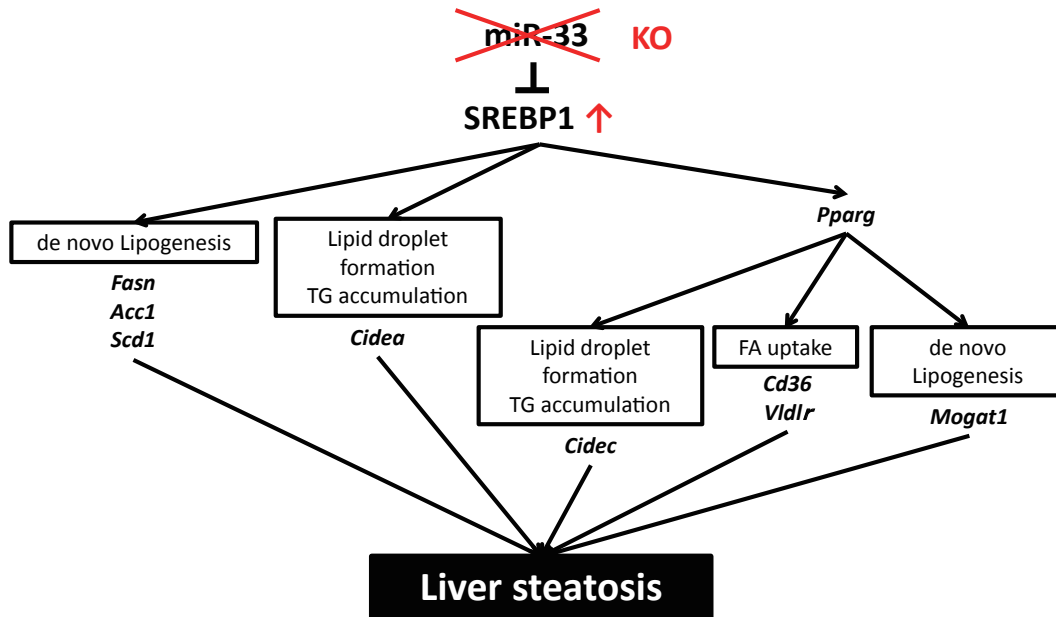 miR-33 KO
SREBP1 ↑
Pparg
de novo Lipogenesis
Fasn
Acc1
Scd1
Lipid droplet
formation
TG accumulation
Cidea
Lipid droplet
formation
TG accumulation
Cidec
FA uptake
Cd36
Vldlr
de novo
Lipogenesis
Mogat1
Liver steatosis